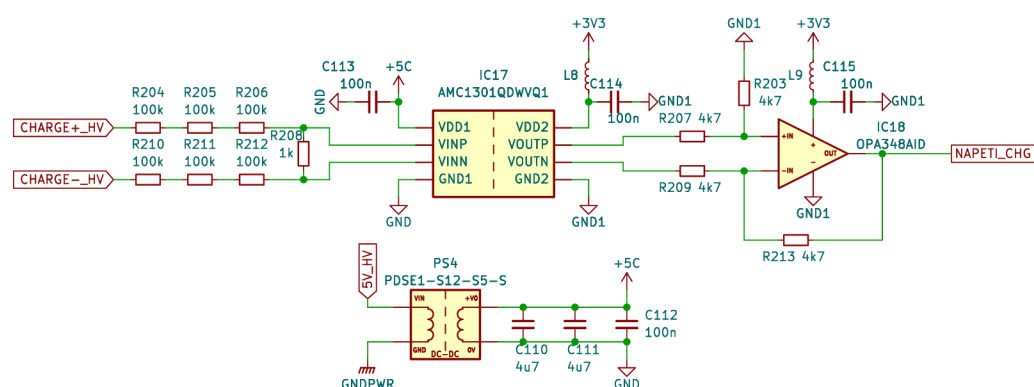 +3V3
GND1
+3V3
C113
100n
+5C
IC17
AMC1301QDWVQ1
L8
C114
100n
GND1
R203
4k7
L9
C115
100n
GND1
GND
R204
100k
R205
100k
R206
100k
R208
1k
CHARGE+_HV
R210
100k
R211
100k
R212
100k
CHARGE-_HV
VDD1
VINP
VINN
GND1
VDD2
VOUTP
VOUTN
GND2
GND
GND1
R207 4k7
R209 4k7
IC18
OPA348AID
+IN
-IN
+
-
OUT
GND1
NAPETI_CHG
R213 4k7
5V_HV
PS4
PDSE1-S12-S5-S
VIN
+VO
GND
0V
DC-DC
GNDPWR
+5C
C110
4u7
C111
4u7
C112
100n
GND